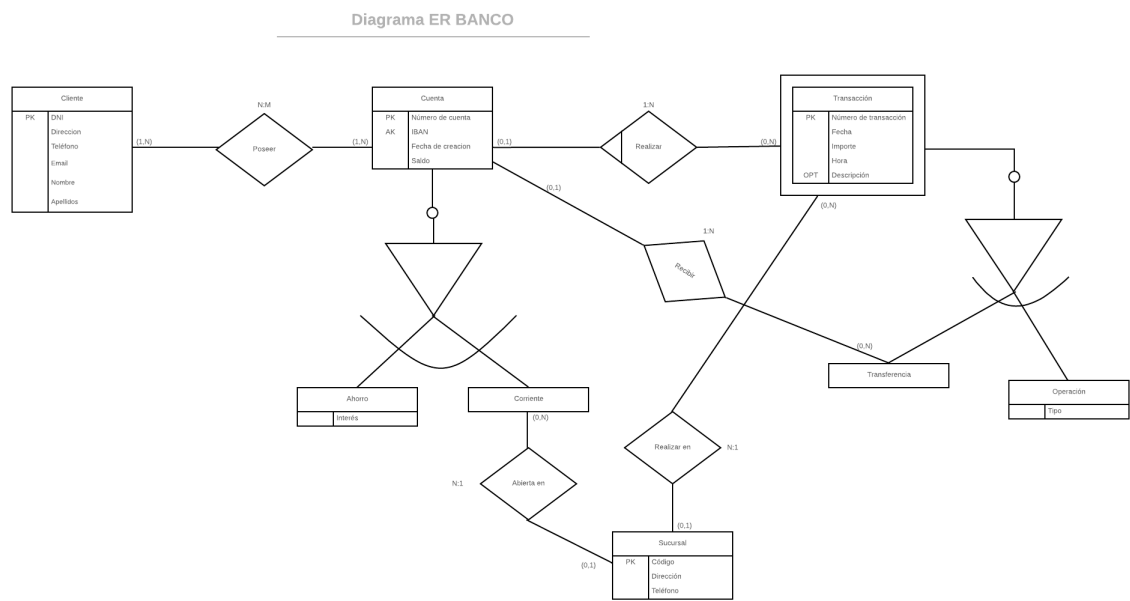 Diagrama ER BANCO
Cliente
PK DNI
Direccion
Teléfono
Email
Nombre
Apellidos
(1,N)
N:M
Poseer
(1,N)
Cuenta
PK Número de cuenta
AK IBAN
Fecha de creacion
Saldo
(0,1)
1:N
Realizar
(0,N)
Transacción
PK Número de transacción
Fecha
Importe
Hora
OPT Descripción
(0,1)
1:N
Recibir
(0,N)
(0,N)
Transferencia
Operación
Tipo
Ahorro
Interés
Corriente
(0,N)
N:1
Abierta en
(0,1)
Realizar en
N:1
(0,1)
Sucursal
PK Código
Dirección
Teléfono